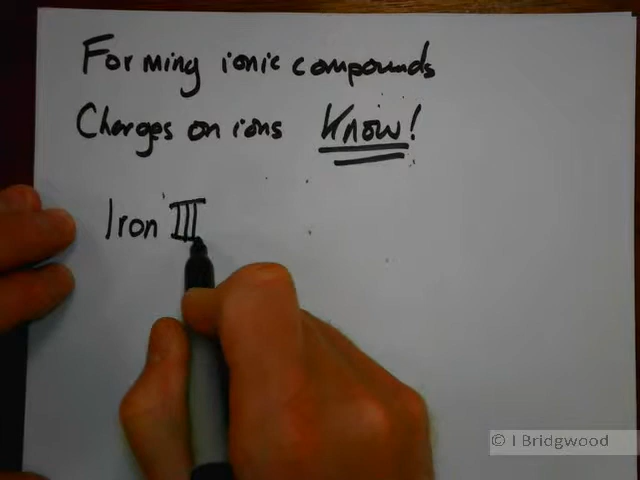 Forming ionic compounds
Charges on ions Know!
Iron III
© I Bridgwood